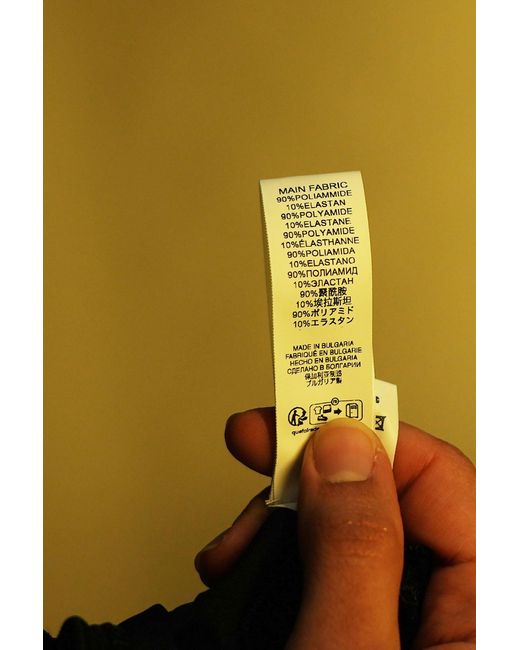 MAIN FABRIC
90%POLIAMMIDE
10%ELASTAN
90%POLYAMIDE
10%ELASTANE
90%POLYAMIDE
10%ÉLASTHANNE
90%POLIAMIDA
10%ELASTANO
90%ПОЛИАМИД
10%ЭЛАСТАН
90%聚酰胺
10%埃拉斯坦
90%ポリアミド
10%エラスタン
MADE IN BULGARIA
FABRIQUÉ EN BULGARIE
HECHO EN BULGARIA
СДЕЛАНО В БОЛГАРИИ
保加利亚制造
ブルガリア製